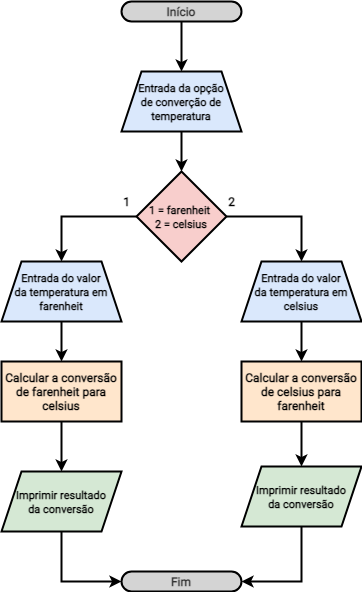 Início
Entrada da opção
de converção de
temperatura
1
2
1 = farenheit
2 = celsius
Entrada do valor
da temperatura em
farenheit
Entrada do valor
da temperatura em
celsius
Calcular a conversão
de farenheit para
celsius
Calcular a conversão
de celsius para
farenheit
Imprimir resultado
da conversão
Imprimir resultado
da conversão
Fim